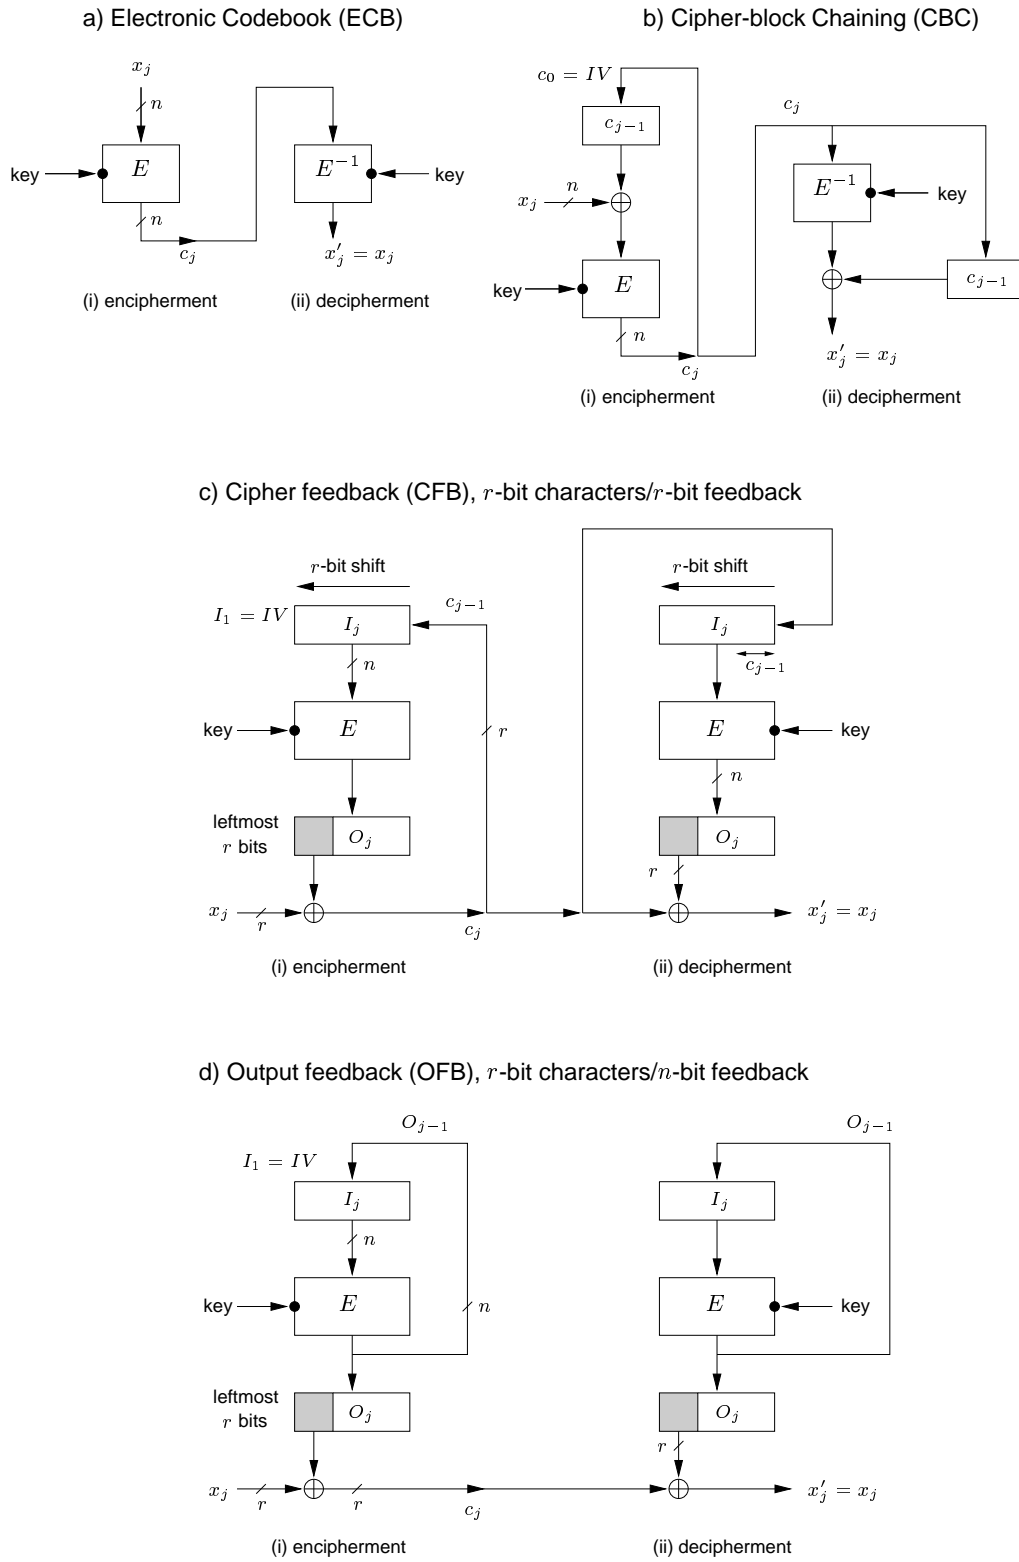 a) Electronic Codebook (ECB)
x_j
n
key
E
n
c_j
E^{-1}
key
x'_j = x_j
(i) encipherment
(ii) decipherment
b) Cipher-block Chaining (CBC)
c_0 = IV
c_{j-1}
n
x_j
key
E
n
c_j
c_j
E^{-1}
key
c_{j-1}
x'_j = x_j
(i) encipherment
(ii) decipherment
c) Cipher feedback (CFB), r-bit characters/r-bit feedback
r-bit shift
I_1 = IV
I_j
c_{j-1}
n
key
E
r
leftmost
r bits
O_j
x_j
r
c_j
(i) encipherment
r-bit shift
I_j
c_{j-1}
E
key
n
O_j
r
x'_j = x_j
(ii) decipherment
d) Output feedback (OFB), r-bit characters/n-bit feedback
O_{j-1}
I_1 = IV
I_j
n
key
E
n
leftmost
r bits
O_j
x_j
r
r
c_j
(i) encipherment
O_{j-1}
I_j
E
key
O_j
r
x'_j = x_j
(ii) decipherment